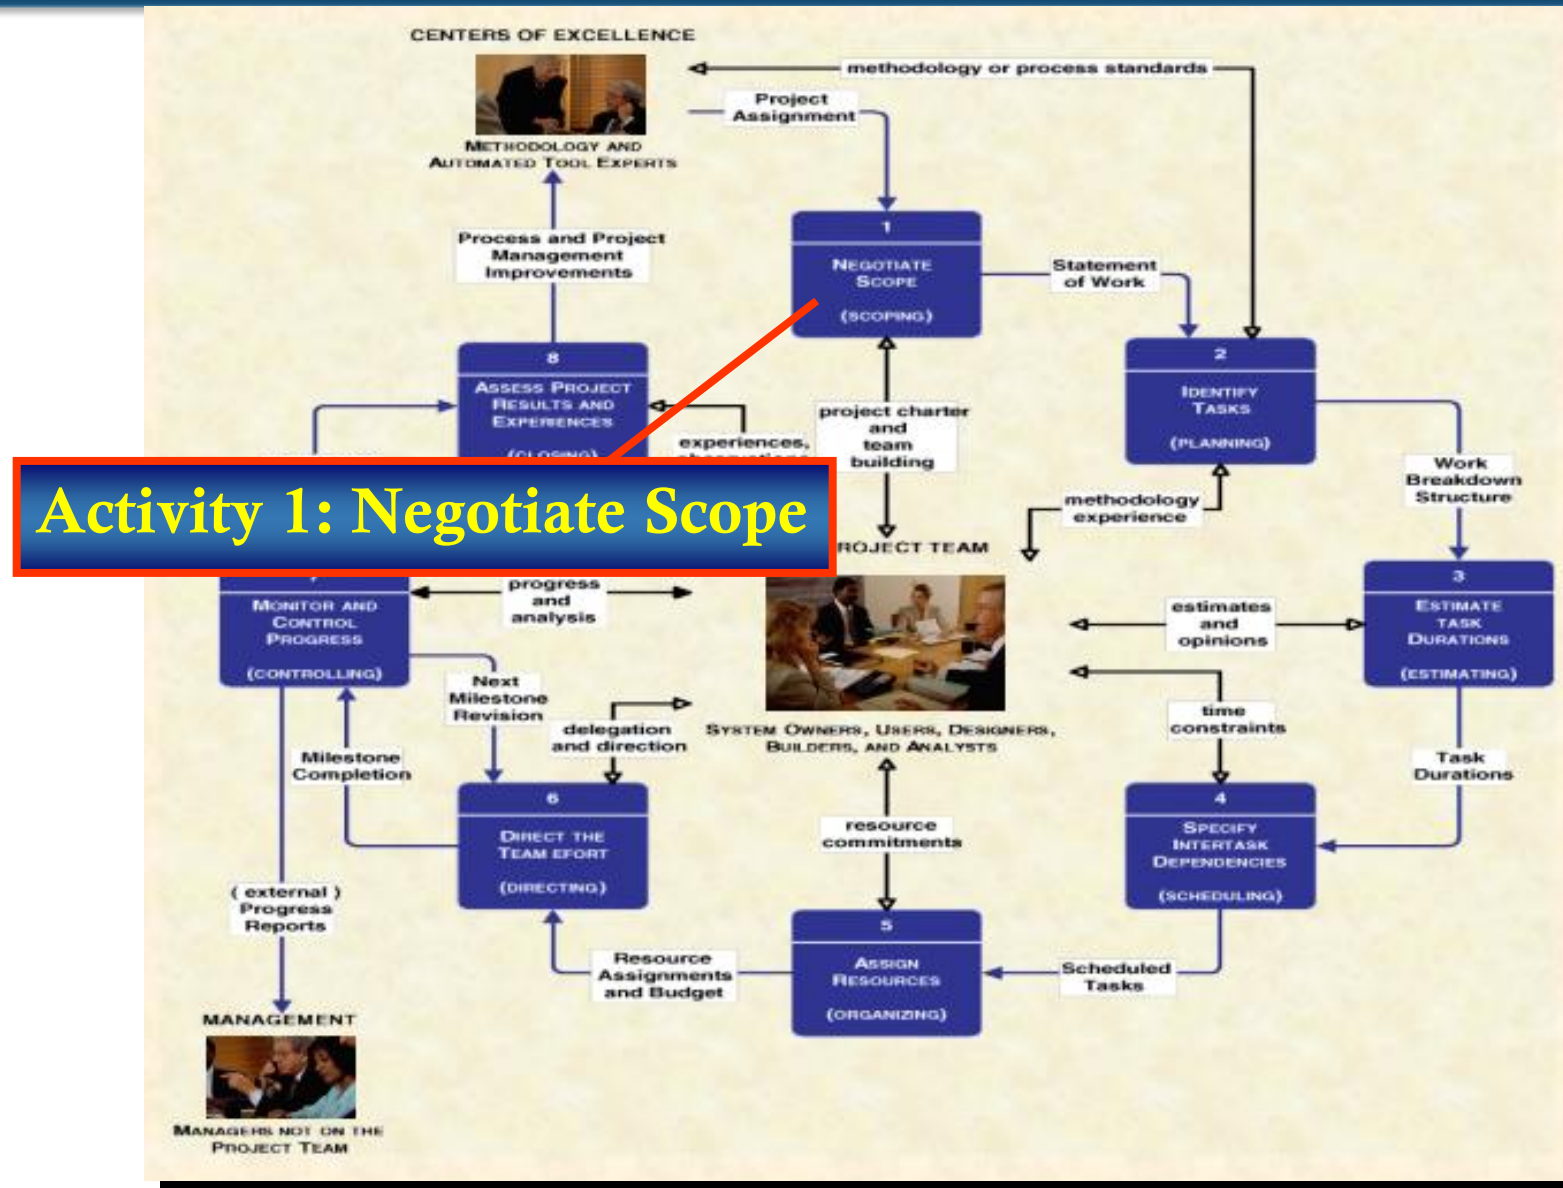 CENTERS OF EXCELLENCE
METHODOLOGY AND
AUTOMATED TOOL EXPERTS
methodology or process standards
Project
Assignment
1
NEGOTIATE
SCOPE
(SCOPING)
Statement
of Work
2
IDENTIFY
TASKS
(PLANNING)
Process and Project
Management
Improvements
8
ASSESS PROJECT
RESULTS AND
EXPERIENCES
(CLOSING)
experiences,
project charter
and
team
building
Work
Breakdown
Structure
methodology
experience
Activity 1: Negotiate Scope
ROJECT TEAM
SYSTEM OWNERS, USERS, DESIGNERS,
BUILDERS, AND ANALYSTS
3
ESTIMATE
TASK
DURATIONS
(ESTIMATING)
estimates
and
opinions
progress
and
analysis
MONITOR AND
CONTROL
PROGRESS
(CONTROLLING)
Next
Milestone
Revision
delegation
and direction
time
constraints
Milestone
Completion
Task
Durations
6
DIRECT THE
TEAM EFORT
(DIRECTING)
resource
commitments
4
SPECIFY
INTERTASK
DEPENDENCIES
(SCHEDULING)
( external )
Progress
Reports
5
ASSIGN
RESOURCES
(ORGANIZING)
Resource
Assignments
and Budget
Scheduled
Tasks
MANAGEMENT
MANAGERS NOT ON THE
PROJECT TEAM